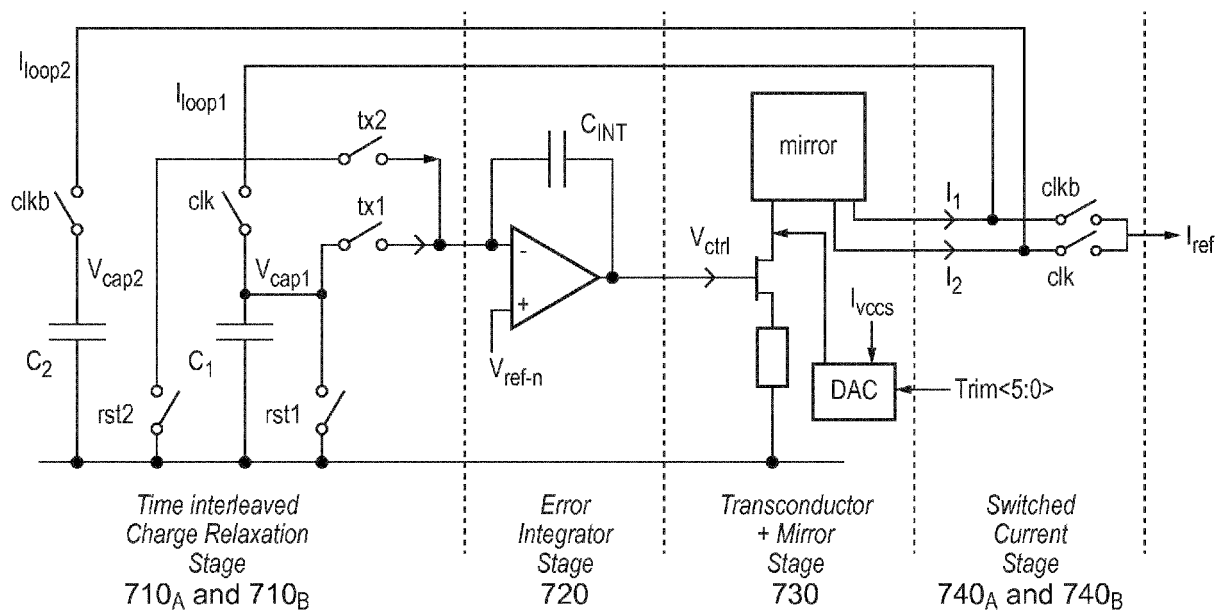 I_loop2
I_loop1
tx2
C_INT
mirror
clkb
clk
tx1
I_1
clkb
V_cap2
V_cap1
-
V_ctrl
I_2
clk
I_ref
+
I_vccs
C_2
C_1
V_ref-n
DAC
Trim<5:0>
rst2
rst1
Time interleaved
Charge Relaxation
Stage
710_A and 710_B
Error
Integrator
Stage
720
Transconductor
+ Mirror
Stage
730
Switched
Current
Stage
740_A and 740_B